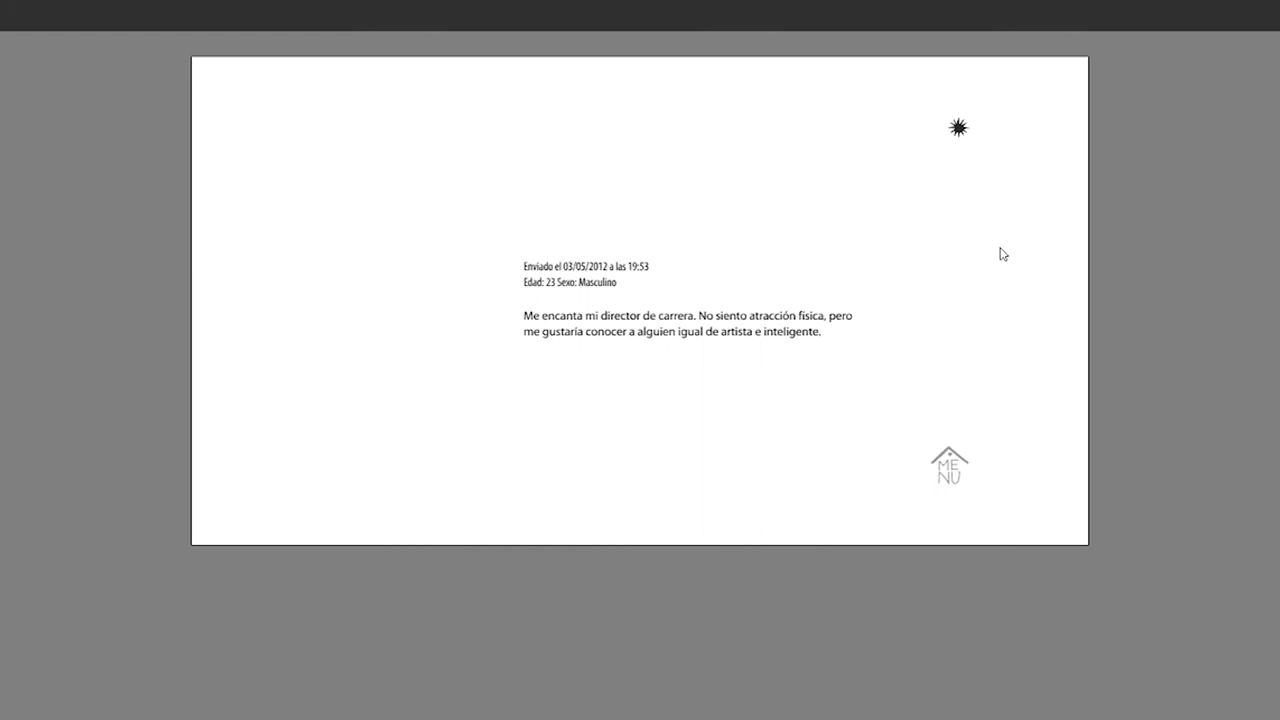 Enviado el 03/05/2012 a las 19:53
Edad: 23 Sexo: Masculino
Me encanta mi director de carrera. No siento atracción física, pero
me gustaría conocer a alguien igual de artista e inteligente.
ME
NU